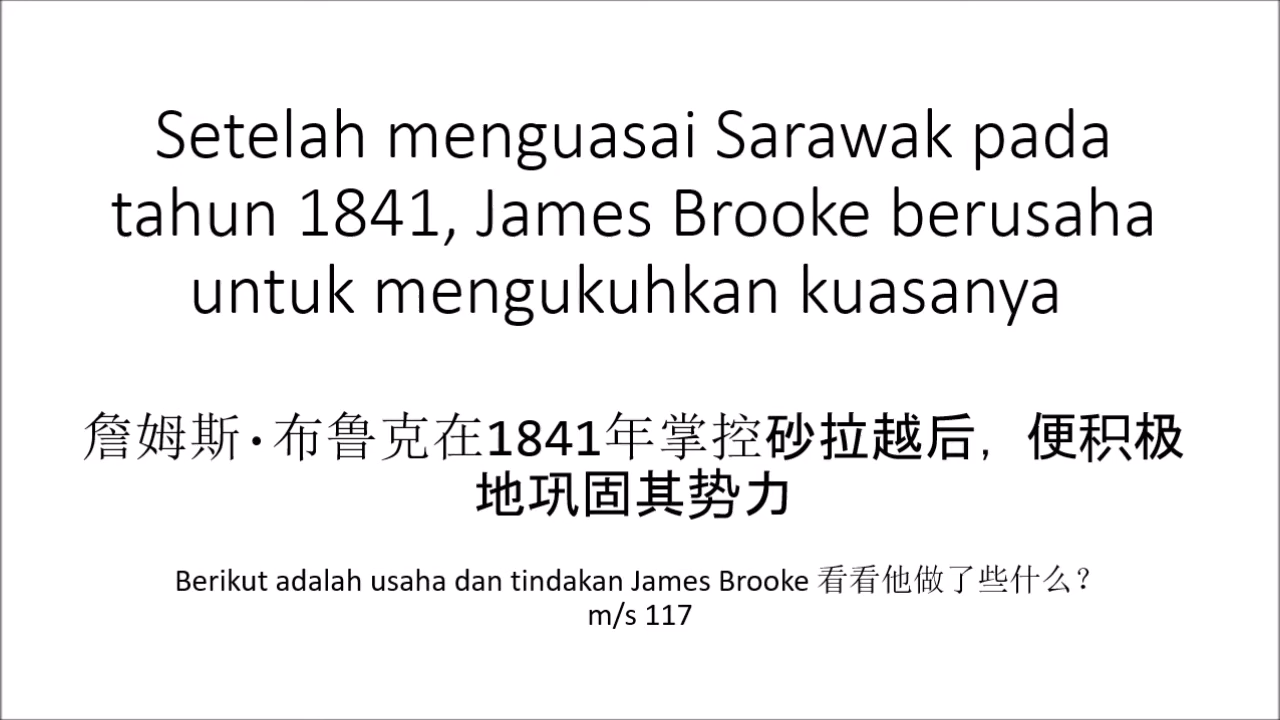 Setelah menguasai Sarawak pada
tahun 1841, James Brooke berusaha
untuk mengukuhkan kuasanya
詹姆斯·布鲁克在1841年掌控砂拉越后，便积极
地巩固其势力
Berikut adalah usaha dan tindakan James Brooke 看看他做了些什么？
m/s 117